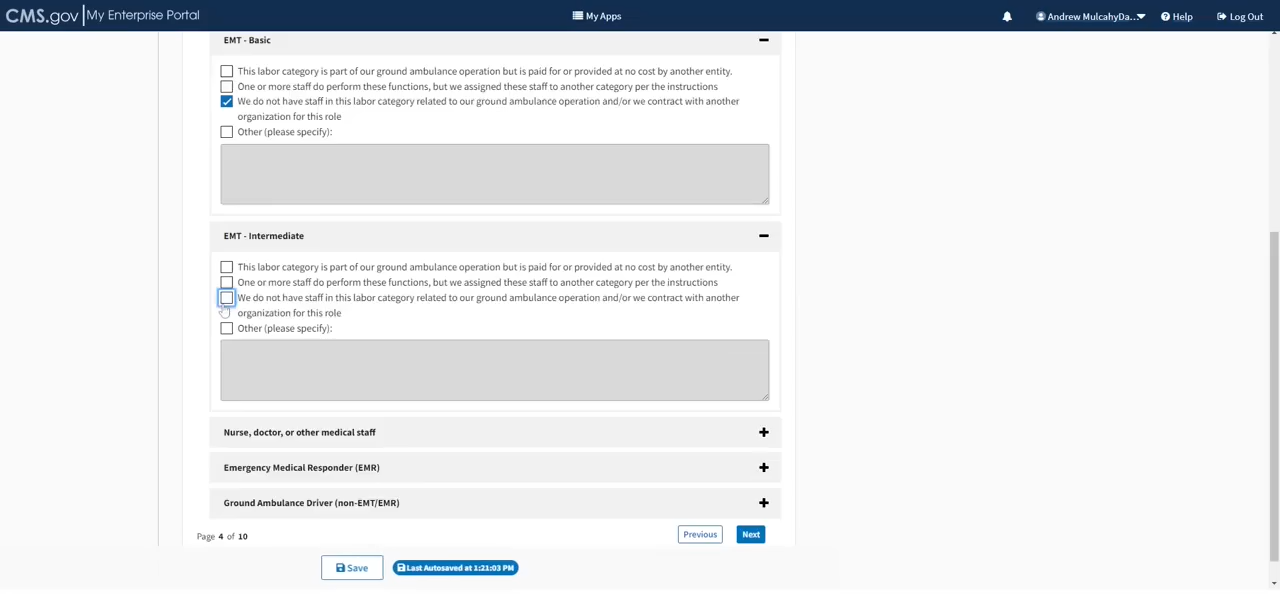 CMS.gov | My Enterprise Portal
My Apps
Andrew MulcahyDa...
Help
Log Out
EMT - Basic
This labor category is part of our ground ambulance operation but is paid for or provided at no cost by another entity.
One or more staff do perform these functions, but we assigned these staff to another category per the instructions
We do not have staff in this labor category related to our ground ambulance operation and/or we contract with another
organization for this role
Other (please specify):
EMT - Intermediate
This labor category is part of our ground ambulance operation but is paid for or provided at no cost by another entity.
One or more staff do perform these functions, but we assigned these staff to another category per the instructions
We do not have staff in this labor category related to our ground ambulance operation and/or we contract with another
organization for this role
Other (please specify):
Nurse, doctor, or other medical staff
Emergency Medical Responder (EMR)
Ground Ambulance Driver (non-EMT/EMR)
Page 4 of 10
Previous
Next
Save
Last Autosaved at 1:21:03 PM